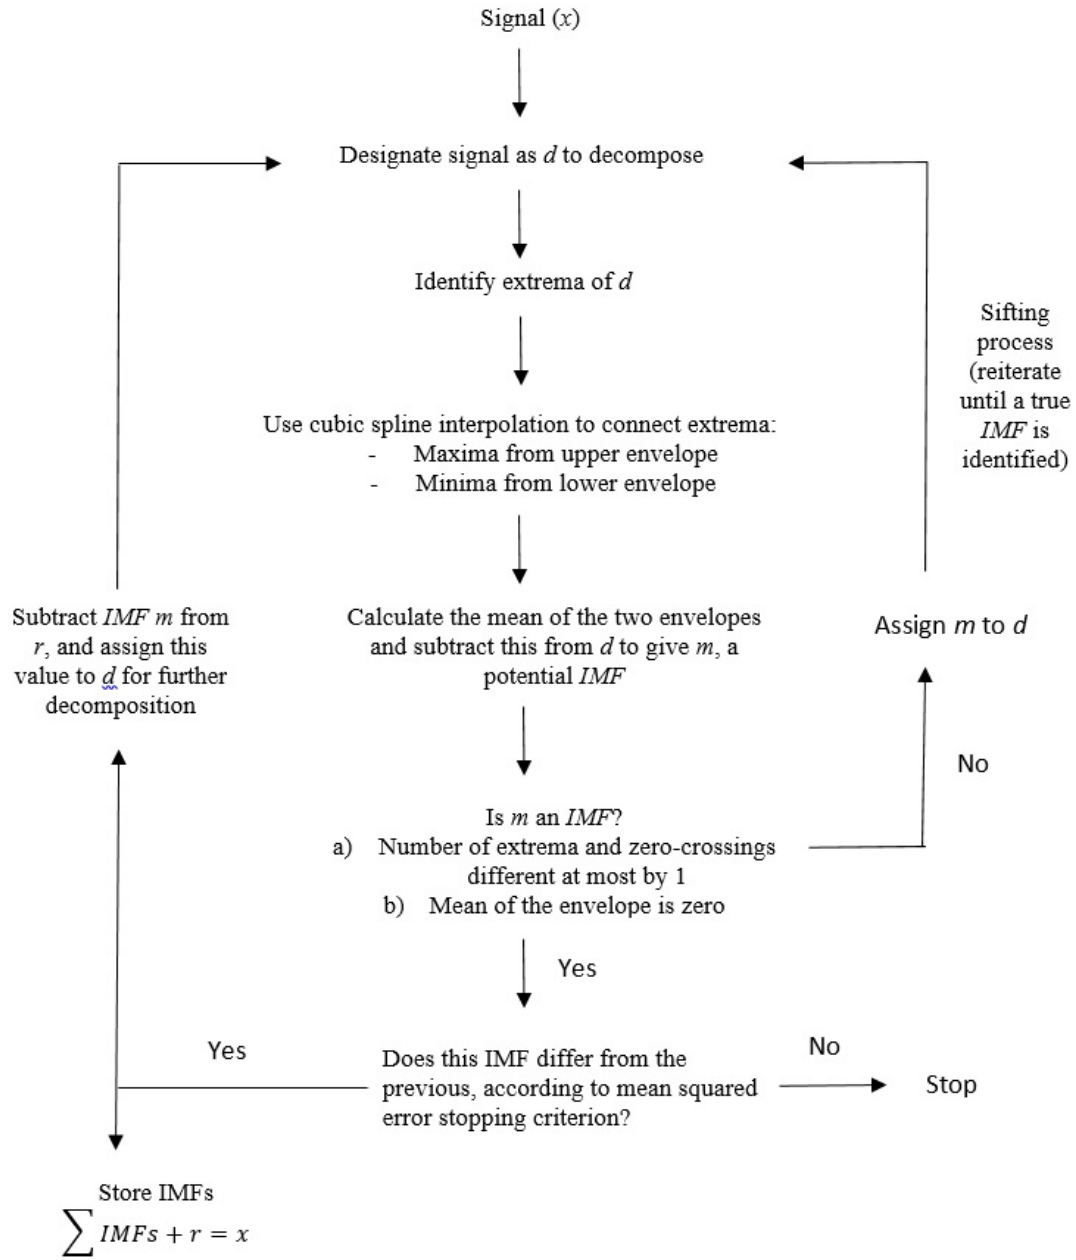 Signal (x)
Designate signal as d to decompose
Identify extrema of d
Sifting
process
(reiterate
until a true
IMF is
identified)
Use cubic spline interpolation to connect extrema:
- Maxima from upper envelope
- Minima from lower envelope
Subtract IMF m from
r, and assign this
value to d for further
decomposition
Calculate the mean of the two envelopes
and subtract this from d to give m, a
potential IMF
Assign m to d
No
Is m an IMF?
a) Number of extrema and zero-crossings
different at most by 1
b) Mean of the envelope is zero
Yes
Yes
Does this IMF differ from the
previous, according to mean squared
error stopping criterion?
No
Stop
Store IMFs
∑ IMFs + r = x